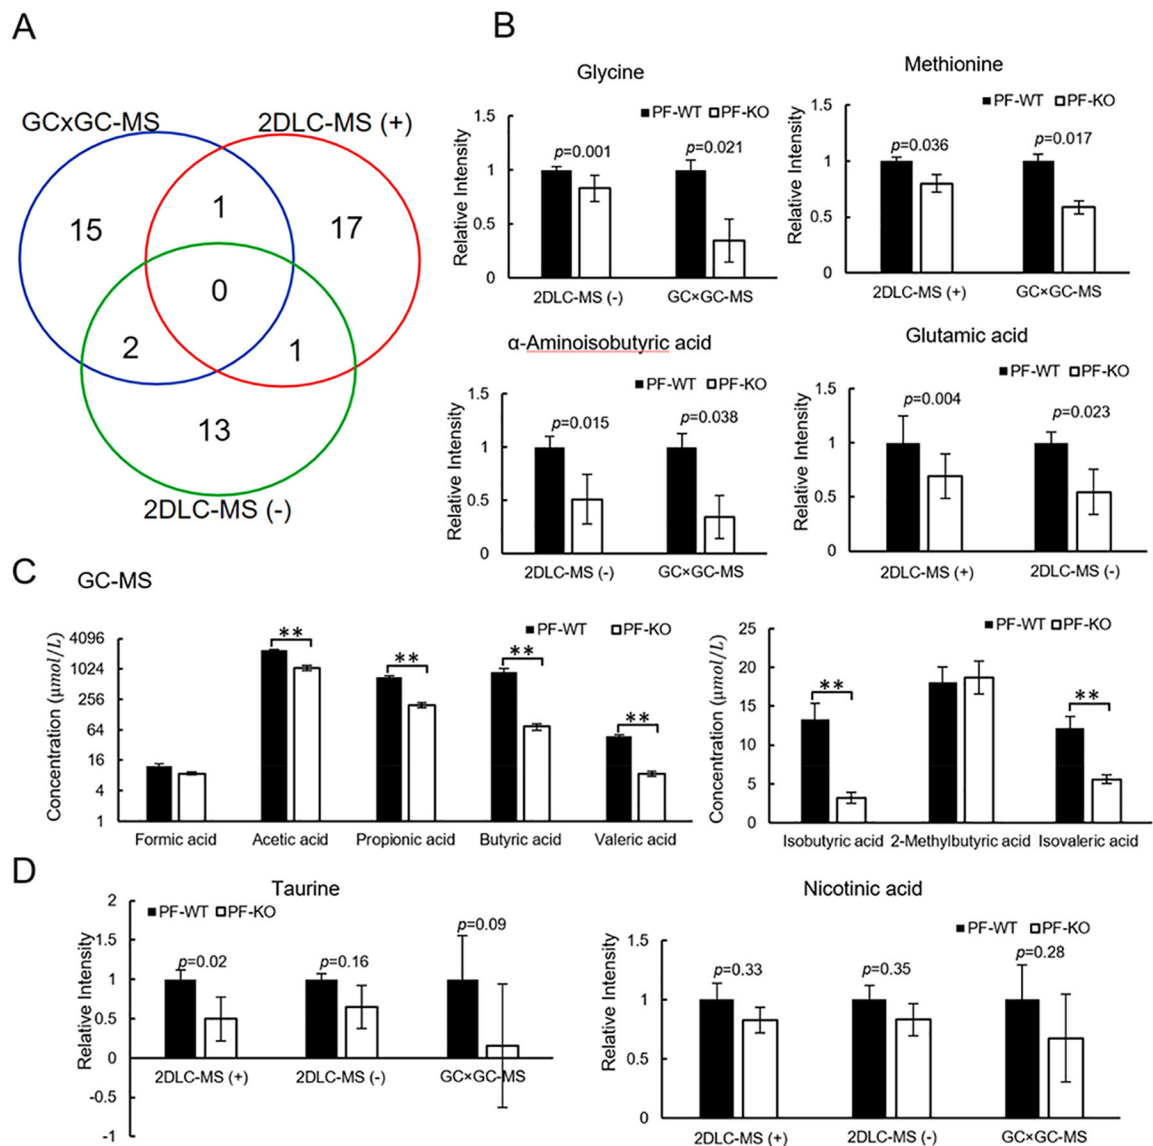 A
GCxGC-MS
2DLC-MS (+)
15
1
17
0
2
1
13
2DLC-MS (-)
B
Glycine
PF-WT PF-KO
Relative Intensity
1.5
1
0.5
0
p=0.001
p=0.021
2DLC-MS (-)
GC×GC-MS
Methionine
PF-WT PF-KO
Relative Intensity
1.5
1
0.5
0
p=0.036
p=0.017
2DLC-MS (+)
GC×GC-MS
α-Aminoisobutyric acid
PF-WT PF-KO
Relative Intensity
1.5
1
0.5
0
p=0.015
p=0.038
2DLC-MS (-)
GC×GC-MS
Glutamic acid
PF-WT PF-KO
Relative Intensity
1.5
1
0.5
0
p=0.004
p=0.023
2DLC-MS (+)
2DLC-MS (-)
C
GC-MS
PF-WT PF-KO
Concentration (μmol/L)
4096
1024
256
64
16
4
1
**
**
**
**
Formic acid
Acetic acid
Propionic acid
Butyric acid
Valeric acid
PF-WT PF-KO
Concentration (μmol/L)
25
20
15
10
5
0
**
**
Isobutyric acid
2-Methylbutyric acid
Isovaleric acid
D
Taurine
PF-WT PF-KO
Relative Intensity
2
1.5
1
0.5
0
-0.5
-1
p=0.02
p=0.16
p=0.09
2DLC-MS (+)
2DLC-MS (-)
GC×GC-MS
Nicotinic acid
PF-WT PF-KO
Relative Intensity
1.5
1
0.5
0
p=0.33
p=0.35
p=0.28
2DLC-MS (+)
2DLC-MS (-)
GC×GC-MS